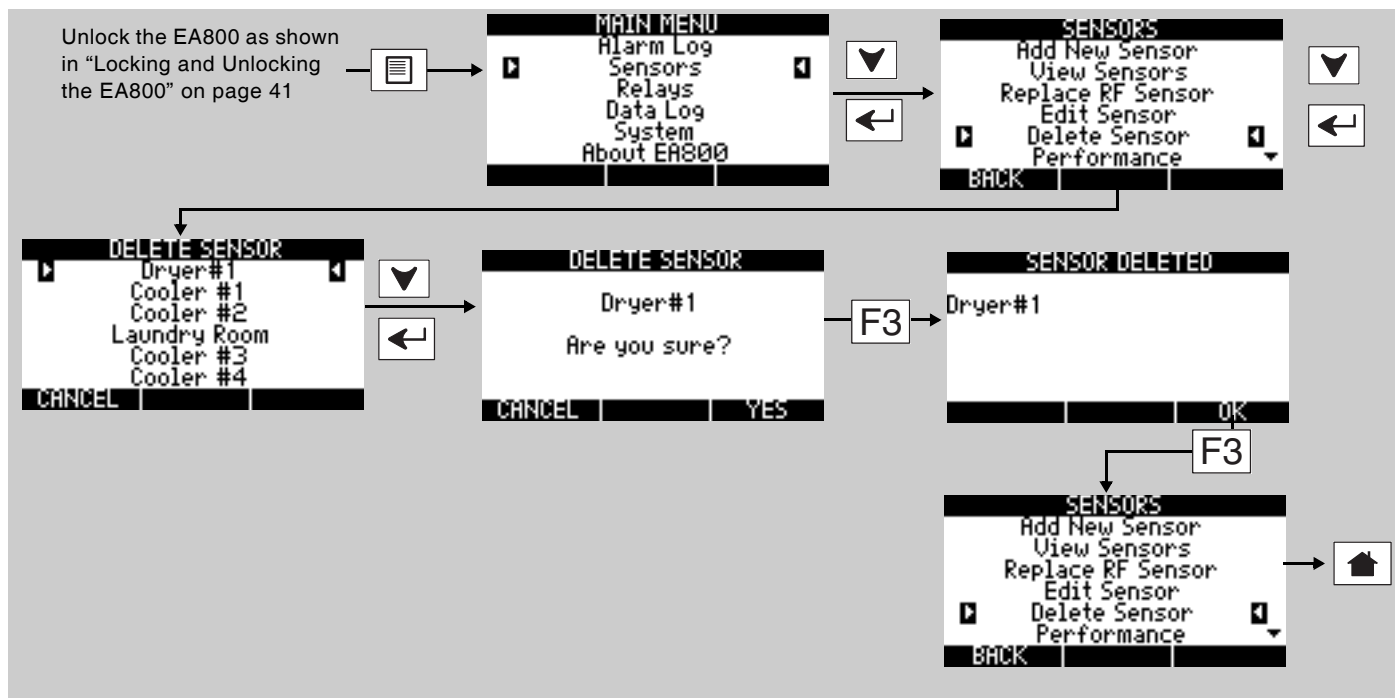 Unlock the EA800 as shown
in “Locking and Unlocking
the EA800” on page 41
MAIN MENU
Alarm Log
Sensors
Relays
Data Log
System
About EA800
SENSORS
Add New Sensor
View Sensors
Replace RF Sensor
Edit Sensor
Delete Sensor
Performance
BACK
DELETE SENSOR
Dryer#1
Cooler #1
Cooler #2
Laundry Room
Cooler #3
Cooler #4
CANCEL
DELETE SENSOR
Dryer#1
Are you sure?
CANCEL YES
F3
SENSOR DELETED
Dryer#1
OK
F3
SENSORS
Add New Sensor
View Sensors
Replace RF Sensor
Edit Sensor
Delete Sensor
Performance
BACK